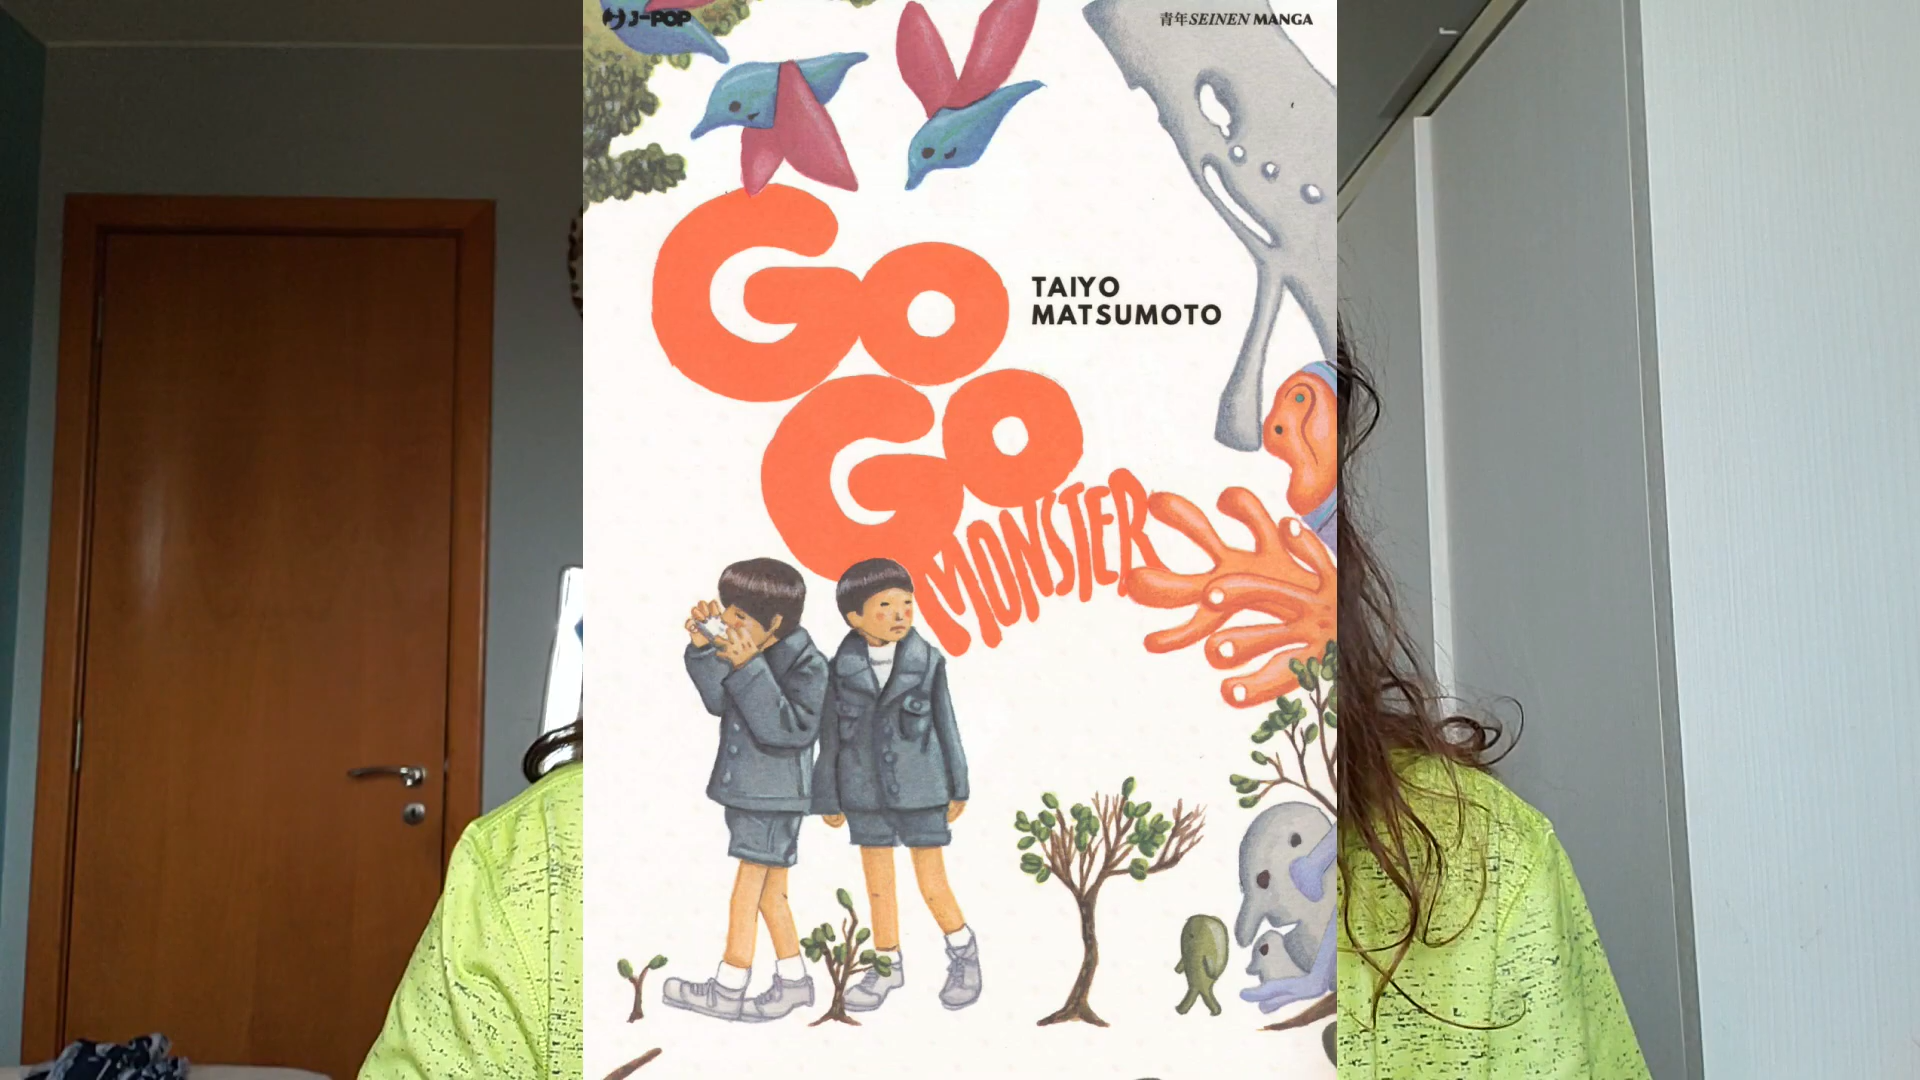 J-POP
青年SEINEN MANGA
GO
TAIYO
MATSUMOTO
GO
MONSTER